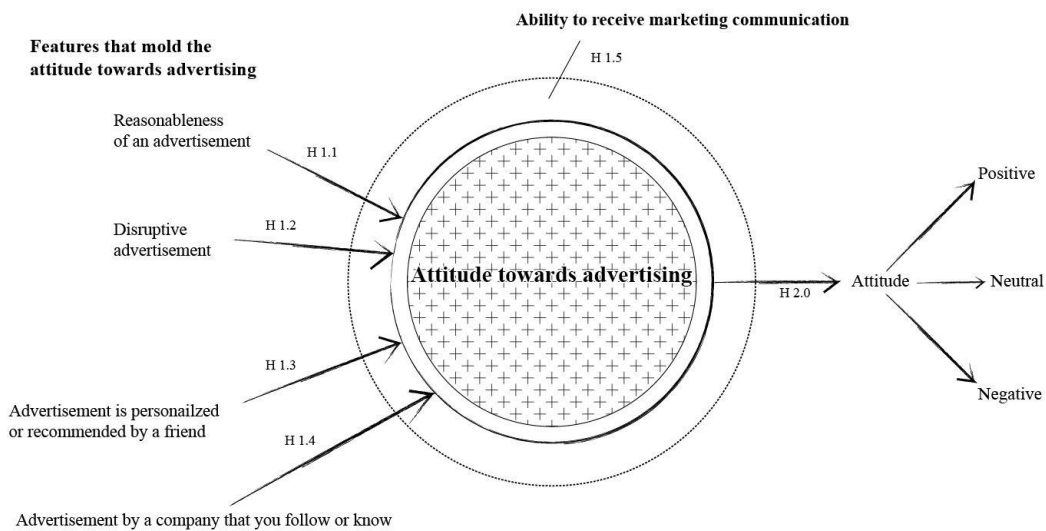 Ability to receive marketing communication
Features that mold the
attitude towards advertising
H 1.5
Reasonableness
of an advertisement
H 1.1
Disruptive
advertisement
H 1.2
Attitude towards advertising
H 1.3
Advertisement is personailzed
or recommended by a friend
H 1.4
Advertisement by a company that you follow or know
H 2.0
Attitude
Positive
Neutral
Negative